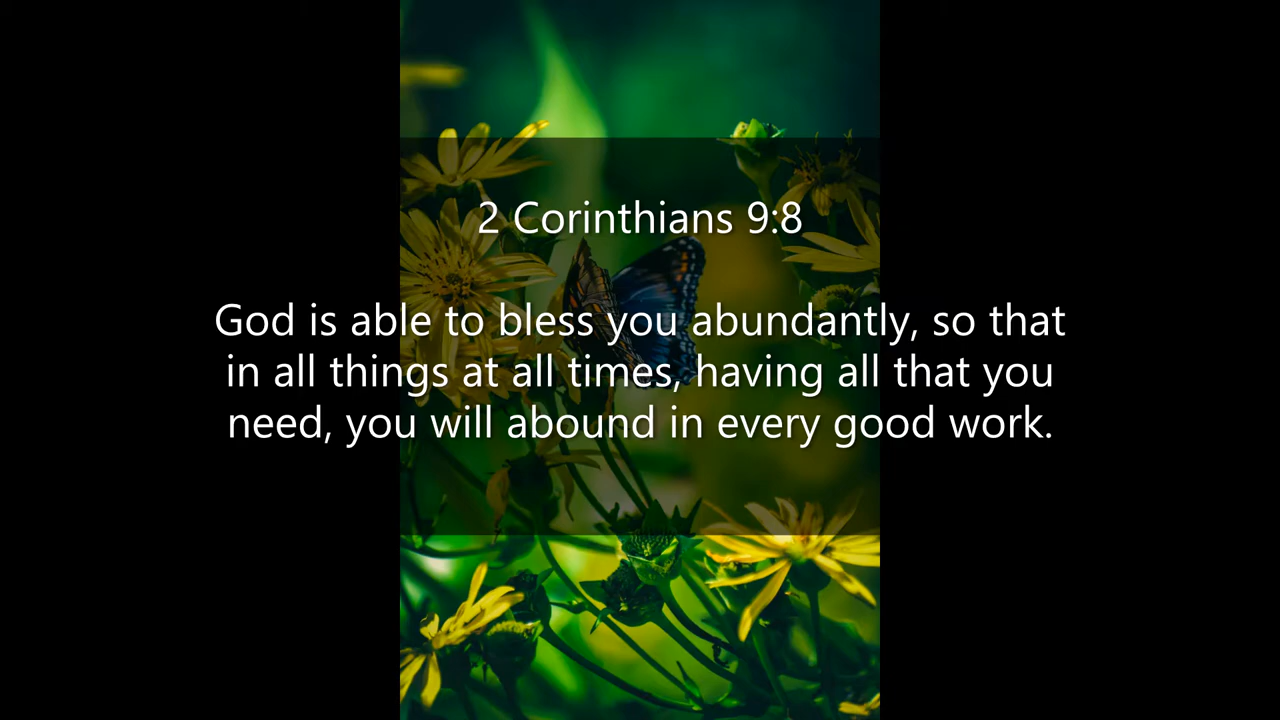 2 Corinthians 9:8
God is able to bless you abundantly, so that
in all things at all times, having all that you
need, you will abound in every good work.